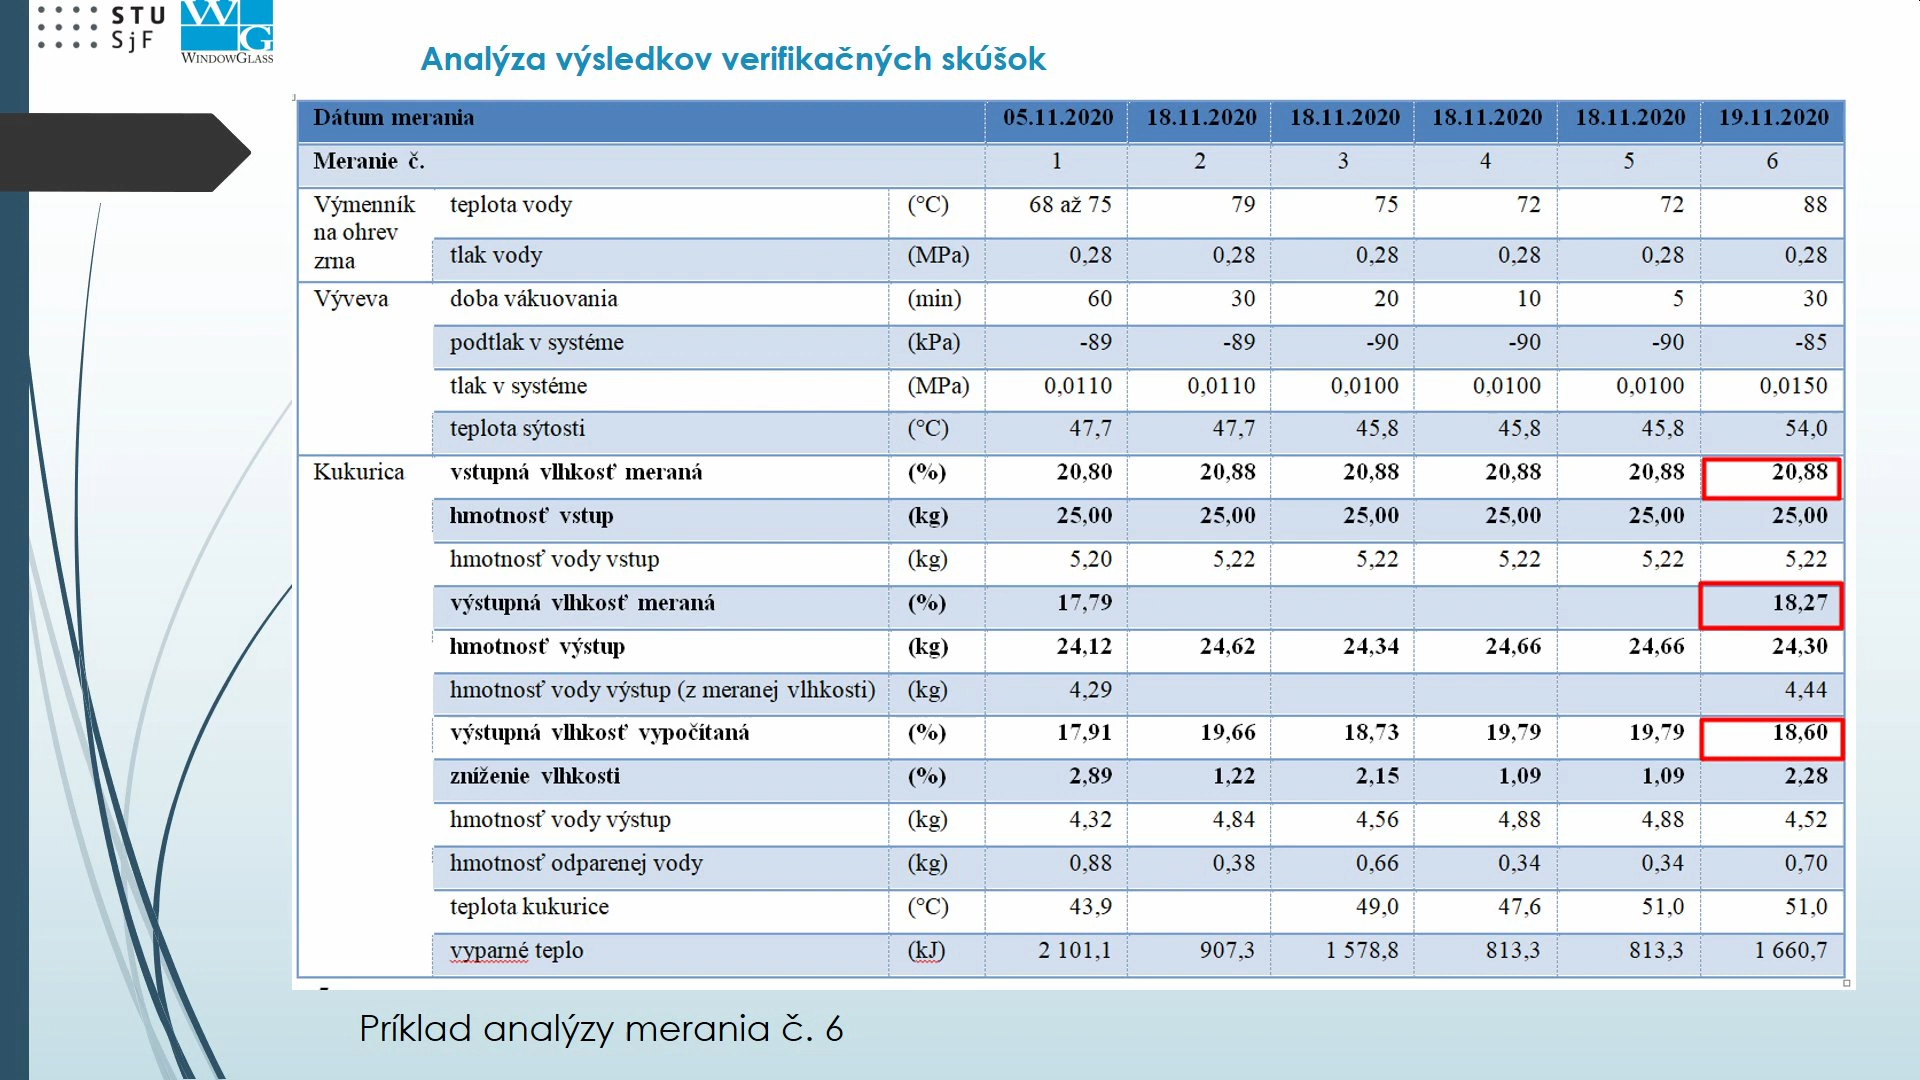 STU
SjF
WG
WINDOWGLASS
Analýza výsledkov verifikačných skúšok
Dátum merania 05.11.2020 18.11.2020 18.11.2020 18.11.2020 18.11.2020 19.11.2020
Meranie č. 1 2 3 4 5 6
Výmenník na ohrev zrna teplota vody (°C) 68 až 75 79 75 72 72 88
tlak vody (MPa) 0,28 0,28 0,28 0,28 0,28 0,28
Výveva doba vákuovania (min) 60 30 20 10 5 30
podtlak v systéme (kPa) -89 -89 -90 -90 -90 -85
tlak v systéme (MPa) 0,0110 0,0110 0,0100 0,0100 0,0100 0,0150
teplota sýtosti (°C) 47,7 47,7 45,8 45,8 45,8 54,0
Kukurica vstupná vlhkosť meraná (%) 20,80 20,88 20,88 20,88 20,88 20,88
hmotnosť vstup (kg) 25,00 25,00 25,00 25,00 25,00 25,00
hmotnosť vody vstup (kg) 5,20 5,22 5,22 5,22 5,22 5,22
výstupná vlhkosť meraná (%) 17,79 18,27
hmotnosť výstup (kg) 24,12 24,62 24,34 24,66 24,66 24,30
hmotnosť vody výstup (z meranej vlhkosti) (kg) 4,29 4,44
výstupná vlhkosť vypočítaná (%) 17,91 19,66 18,73 19,79 19,79 18,60
zníženie vlhkosti (%) 2,89 1,22 2,15 1,09 1,09 2,28
hmotnosť vody výstup (kg) 4,32 4,84 4,56 4,88 4,88 4,52
hmotnosť odparenej vody (kg) 0,88 0,38 0,66 0,34 0,34 0,70
teplota kukurice (°C) 43,9 49,0 47,6 51,0 51,0
vyparné teplo (kJ) 2 101,1 907,3 1 578,8 813,3 813,3 1 660,7
Príklad analýzy merania č. 6